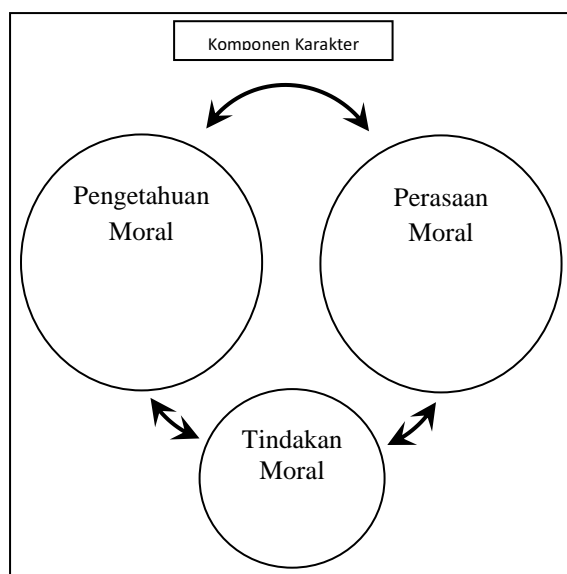 Komponen Karakter
Pengetahuan
Moral
Perasaan
Moral
Tindakan
Moral